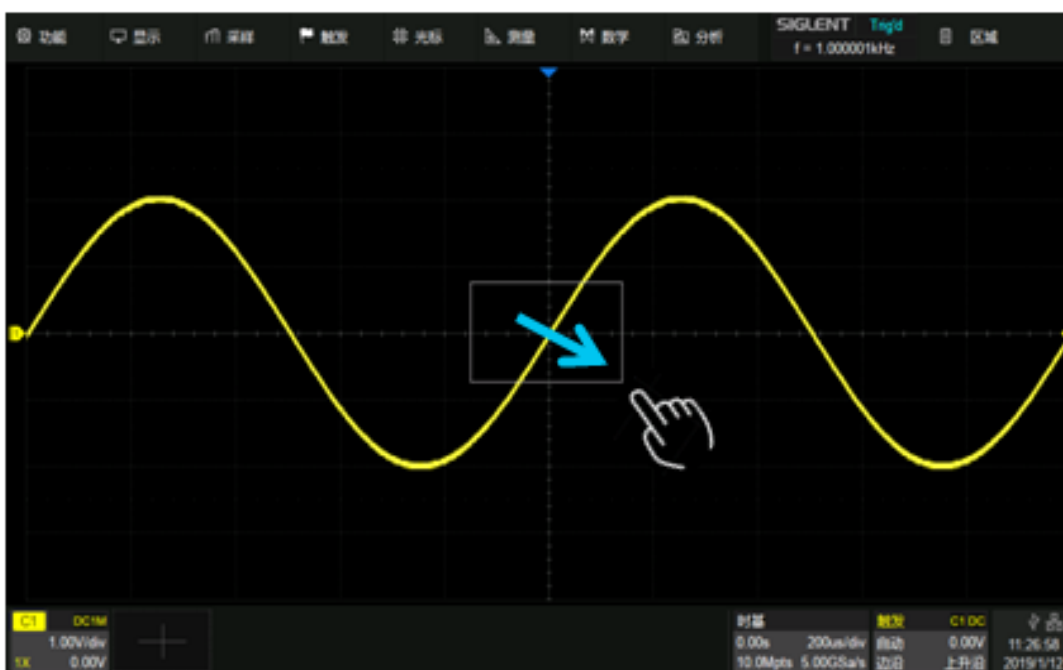 功能 显示 采样 触发 光标 测量 数学 分析 SIGLENT Trig'd 区域
f = 1.000001kHz
C1 DC1M
1.00V/div
1X 0.00V
时基
0.00s 200us/div
10.0Mpts 5.00GSa/s
触发 C1 DC
自动 0.00V
边沿 上升沿
11:26:58